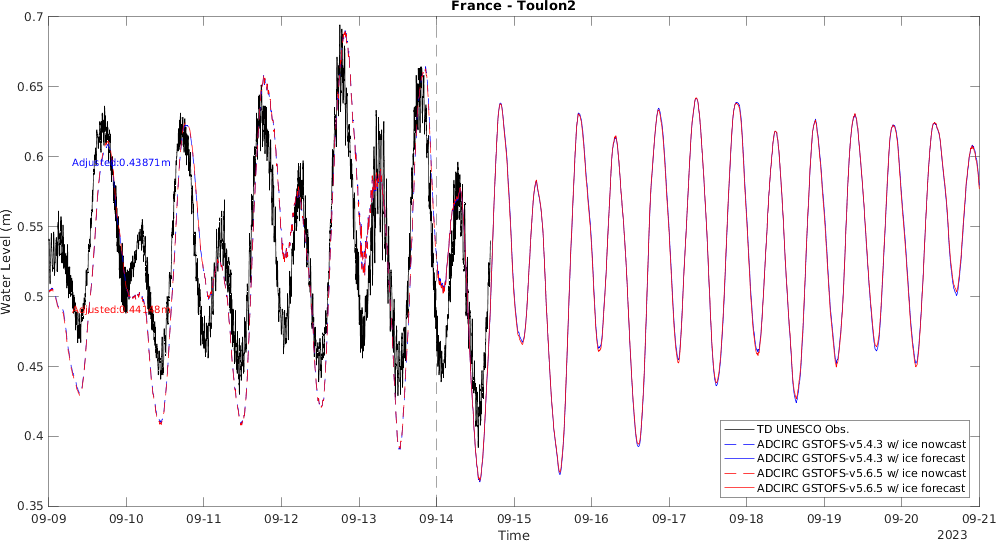 France - Toulon2
Water Level (m)
0.7
0.65
0.6
0.55
0.5
0.45
0.4
0.35
Adjusted:0.43871m
TD UNESCO Obs.
ADCIRC GSTOFS-v5.4.3 w/ ice nowcast
ADCIRC GSTOFS-v5.4.3 w/ ice forecast
ADCIRC GSTOFS-v5.6.5 w/ ice nowcast
ADCIRC GSTOFS-v5.6.5 w/ ice forecast
09-09 09-10 09-11 09-12 09-13 09-14 09-15 09-16 09-17 09-18 09-19 09-20 09-21
Time
2023